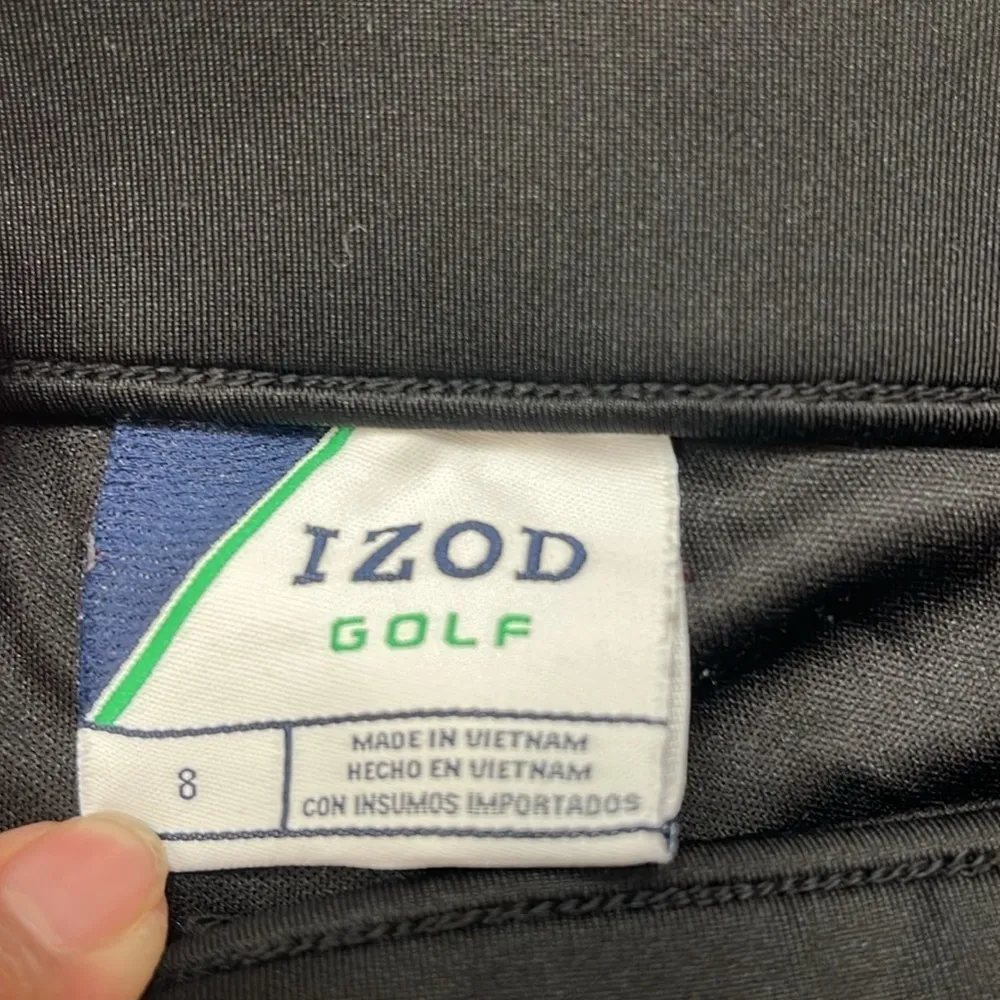 IZOD
GOLF
8
MADE IN VIETNAM
HECHO EN VIETNAM
CON INSUMOS IMPORTADOS